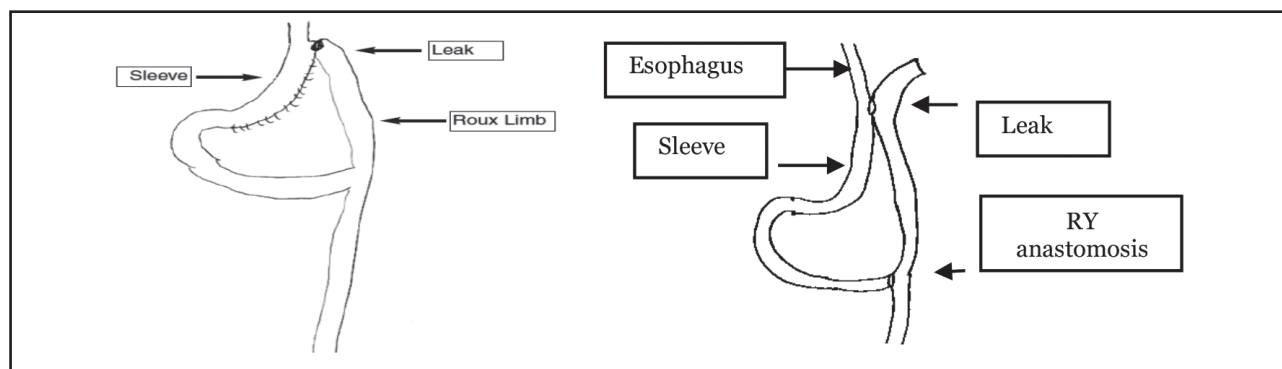 Leak
Sleeve
Roux Limb
Esophagus
Leak
Sleeve
RY
anastomosis